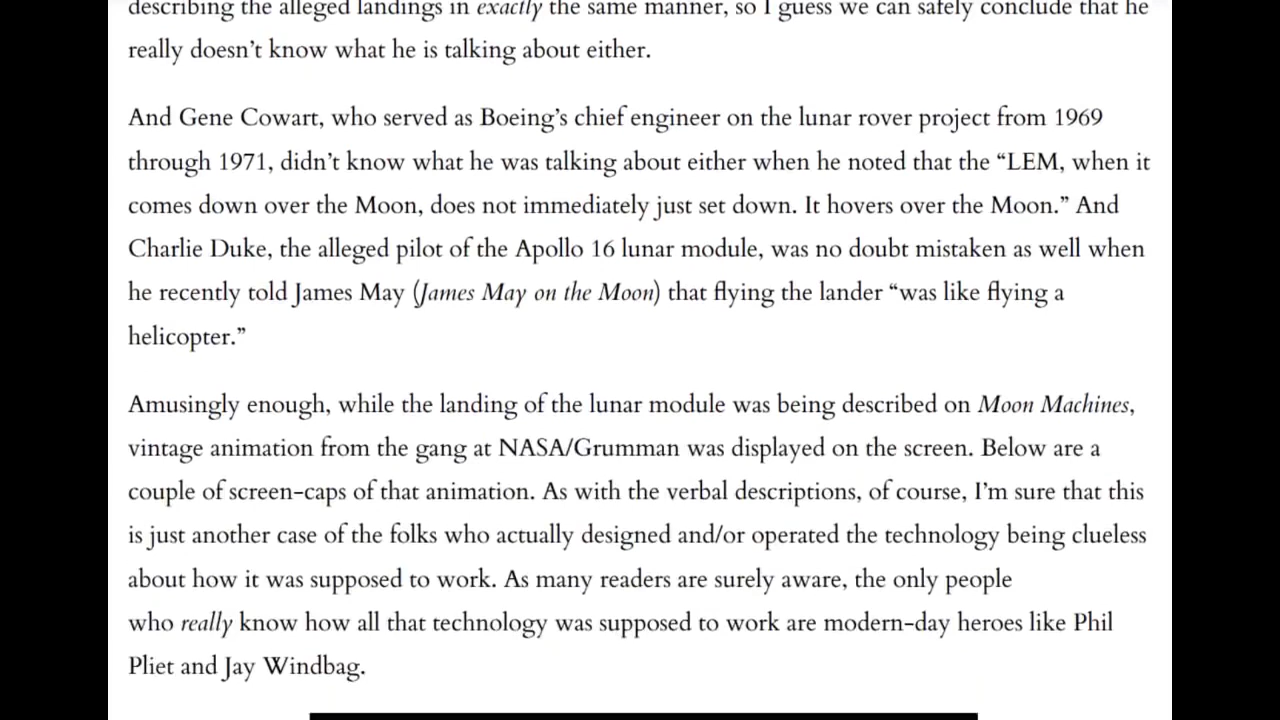 describing the alleged landings in exactly the same manner, so I guess we can safely conclude that he
really doesn’t know what he is talking about either.
And Gene Cowart, who served as Boeing’s chief engineer on the lunar rover project from 1969
through 1971, didn’t know what he was talking about either when he noted that the “LEM, when it
comes down over the Moon, does not immediately just set down. It hovers over the Moon.” And
Charlie Duke, the alleged pilot of the Apollo 16 lunar module, was no doubt mistaken as well when
he recently told James May (James May on the Moon) that flying the lander “was like flying a
helicopter.”
Amusingly enough, while the landing of the lunar module was being described on Moon Machines,
vintage animation from the gang at NASA/Grumman was displayed on the screen. Below are a
couple of screen-caps of that animation. As with the verbal descriptions, of course, I’m sure that this
is just another case of the folks who actually designed and/or operated the technology being clueless
about how it was supposed to work. As many readers are surely aware, the only people
who really know how all that technology was supposed to work are modern-day heroes like Phil
Pliet and Jay Windbag.